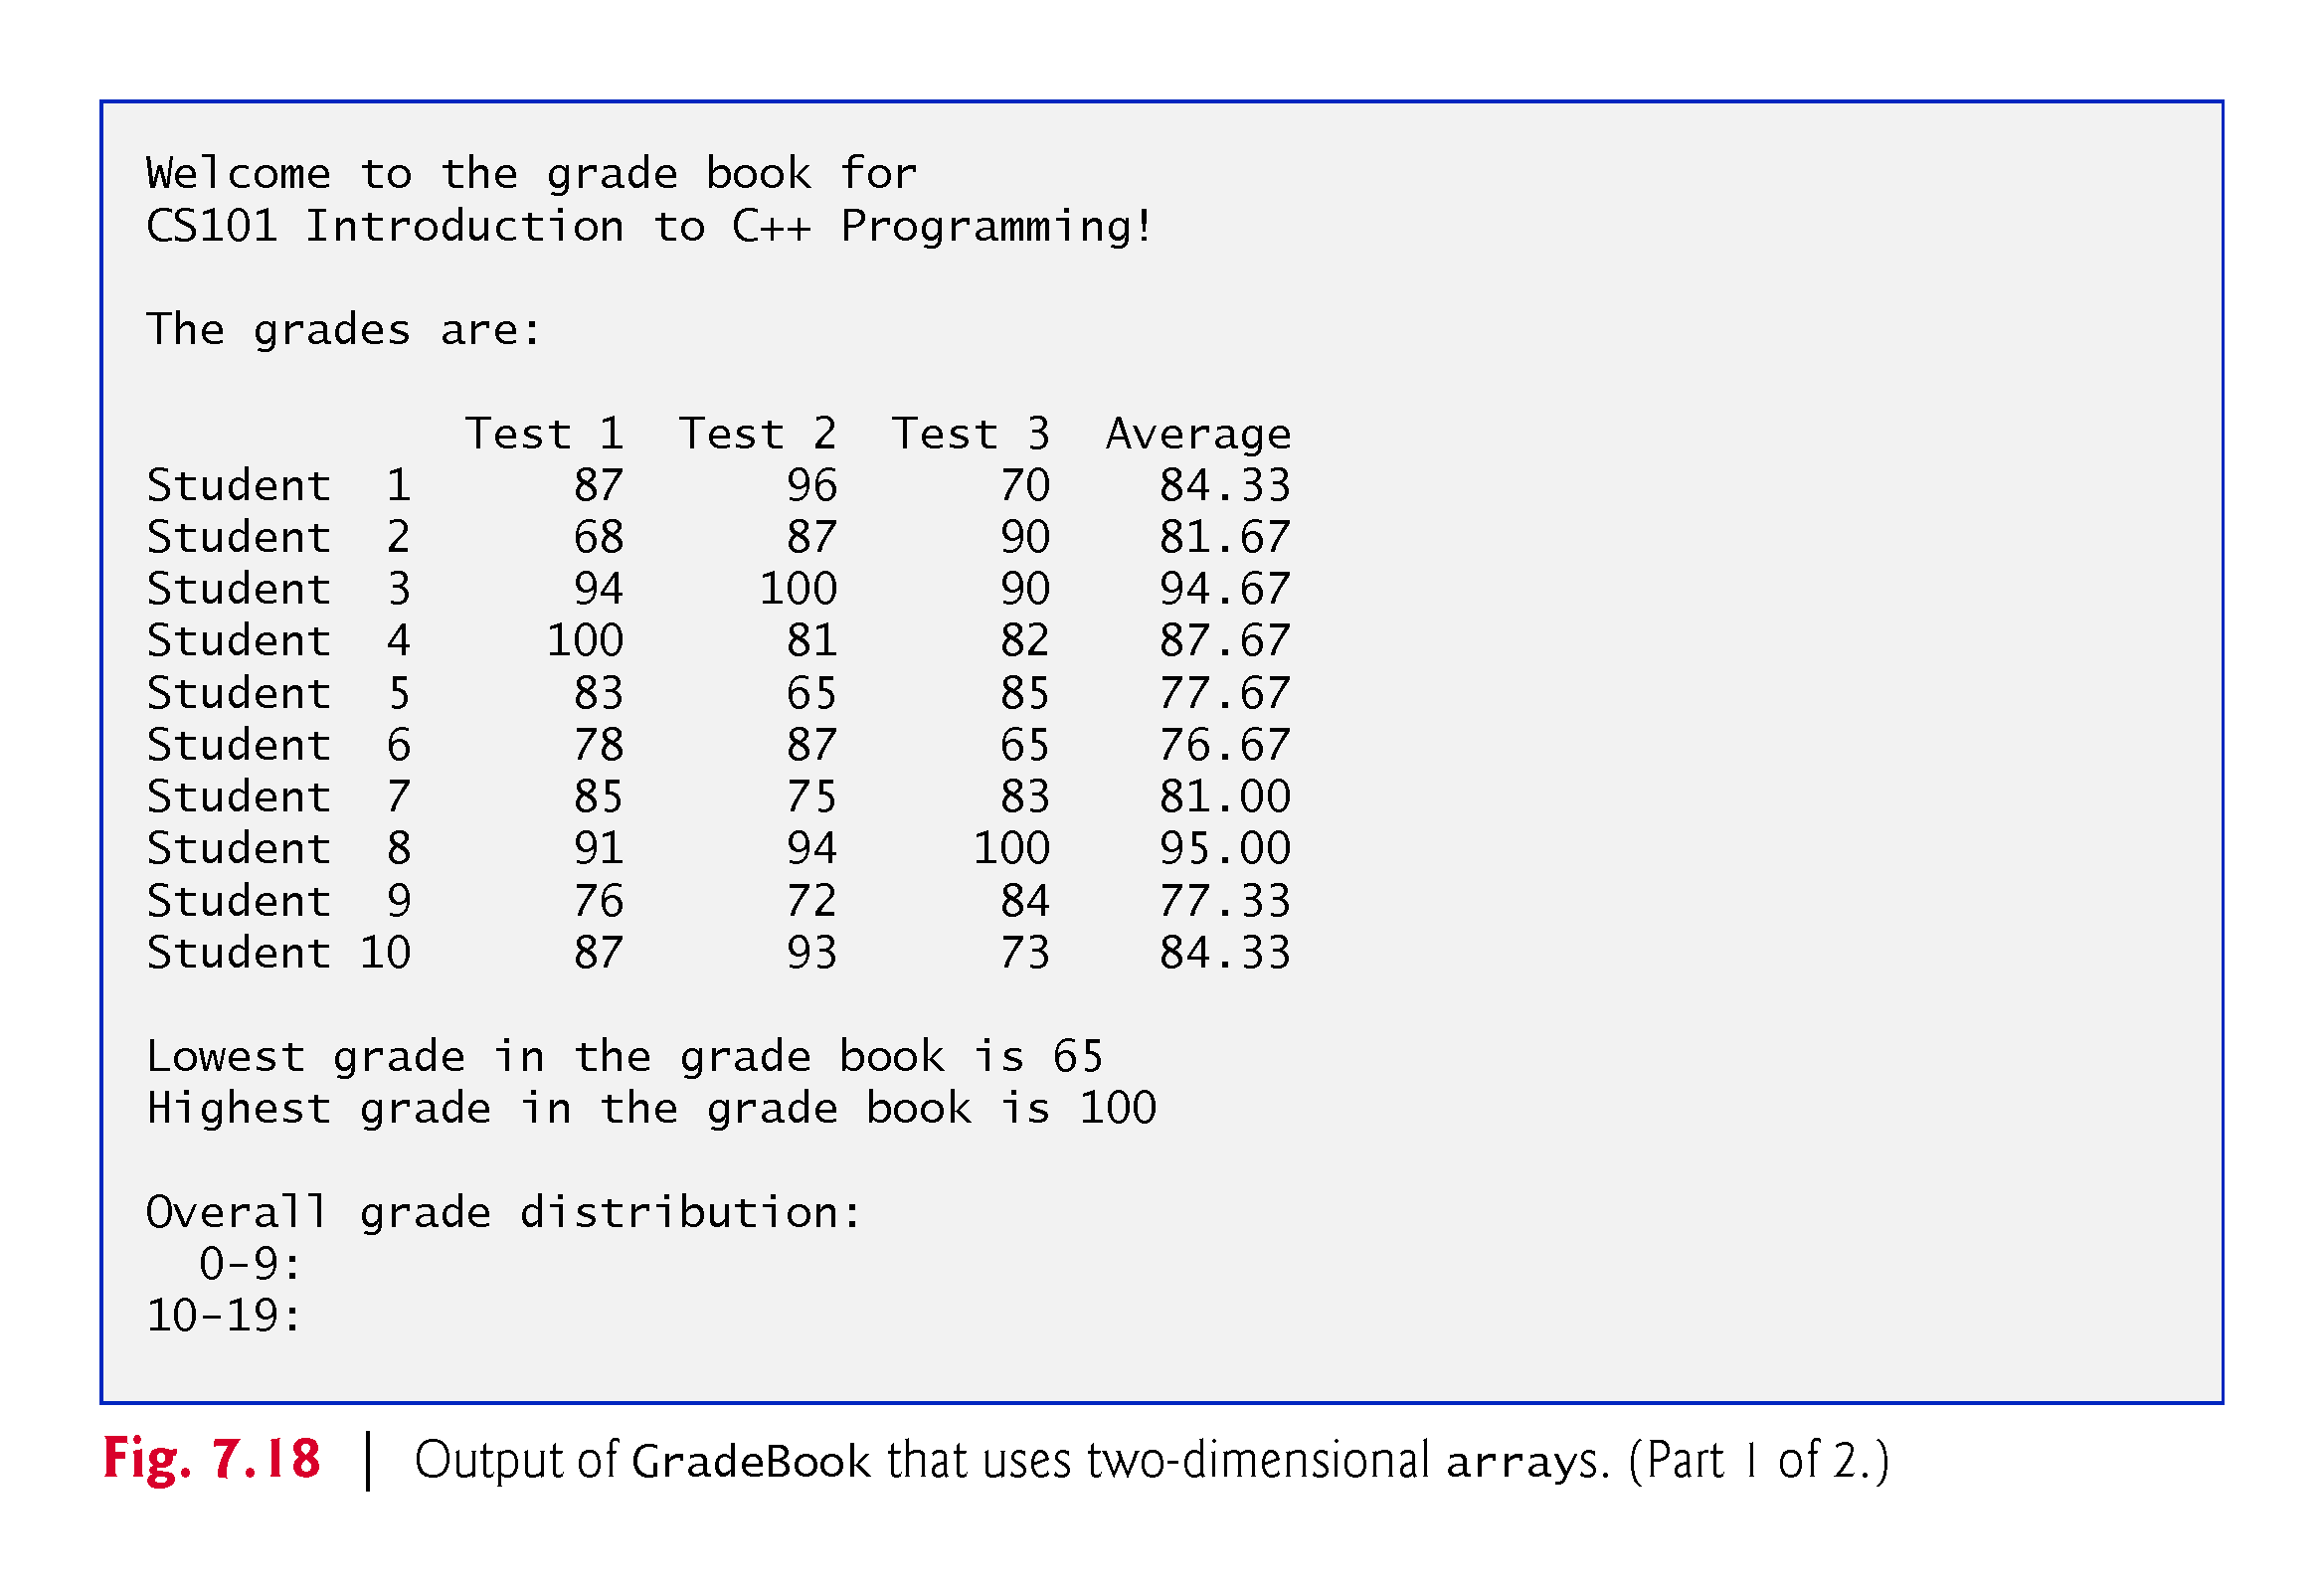 Welcome to the grade book for
CS101 Introduction to C++ Programming!
The grades are:
Test 1 Test 2 Test 3 Average
Student 1 87 96 70 84.33
Student 2 68 87 90 81.67
Student 3 94 100 90 94.67
Student 4 100 81 82 87.67
Student 5 83 65 85 77.67
Student 6 78 87 65 76.67
Student 7 85 75 83 81.00
Student 8 91 94 100 95.00
Student 9 76 72 84 77.33
Student 10 87 93 73 84.33
Lowest grade in the grade book is 65
Highest grade in the grade book is 100
Overall grade distribution:
0-9:
10-19:
Fig. 7.18 | Output of GradeBook that uses two-dimensional arrays. (Part 1 of 2.)